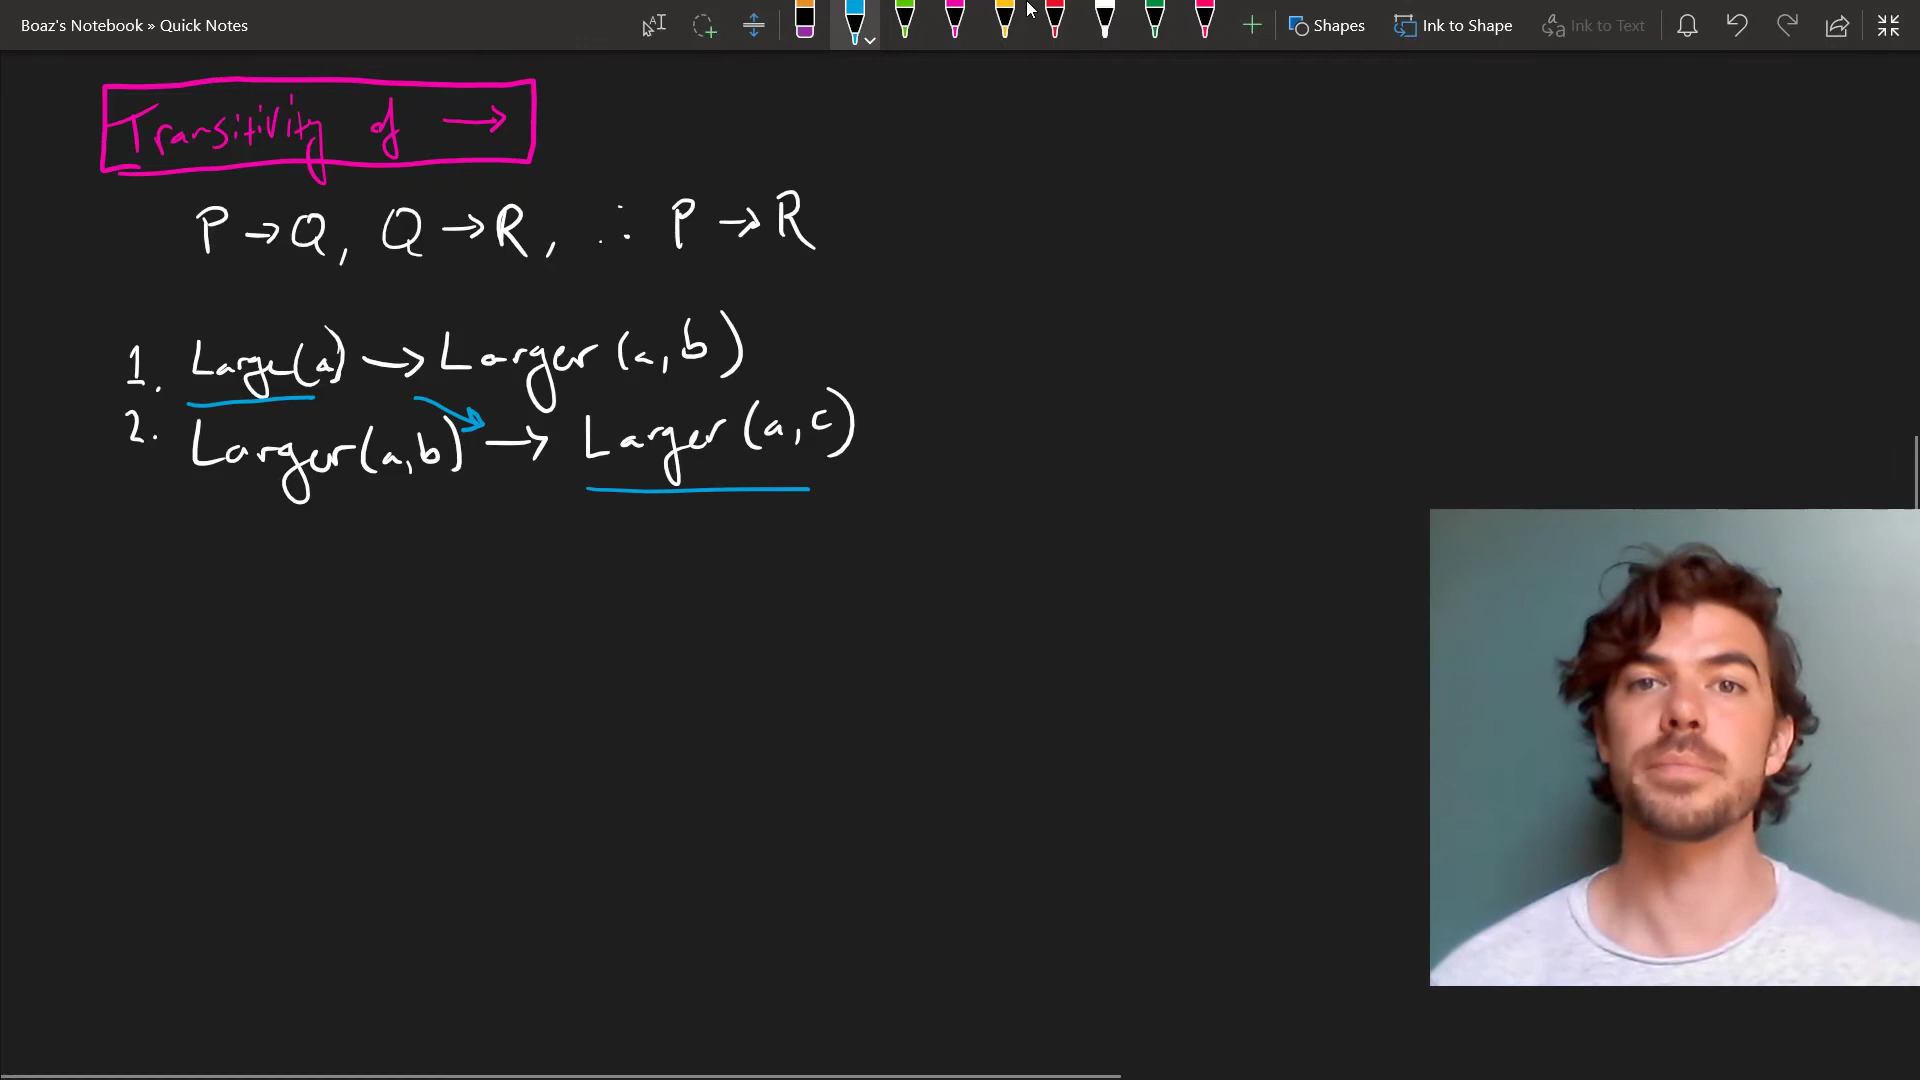 Boaz's Notebook » Quick Notes
Shapes
Ink to Shape
Ink to Text
Transitivity of →
P → Q, Q → R, ∴ P → R
1. Large(a) → Larger(a,b)
2. Larger(a,b) → Larger(a,c)